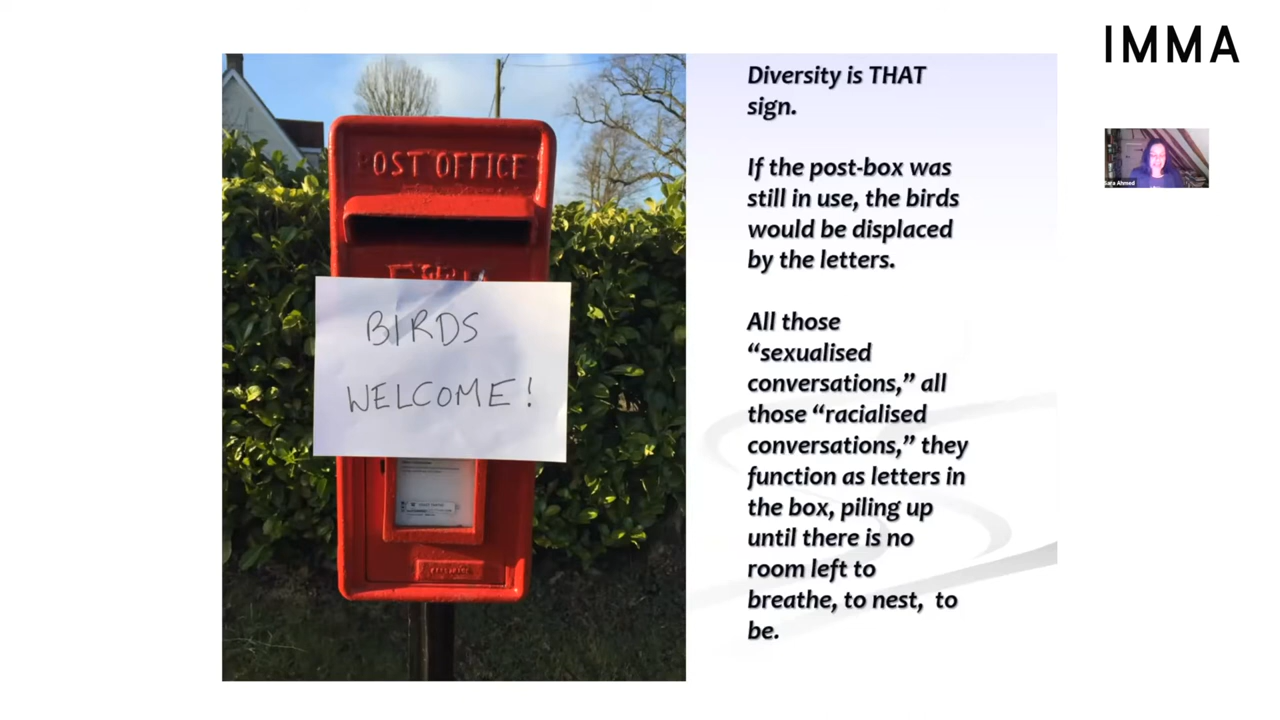 IMMA
POST OFFICE
BIRDS
WELCOME!
Diversity is THAT
sign.
If the post-box was
still in use, the birds
would be displaced
by the letters.
All those
“sexualised
conversations,” all
those “racialised
conversations,” they
function as letters in
the box, piling up
until there is no
room left to
breathe, to nest,  to
be.
Sara Ahmed